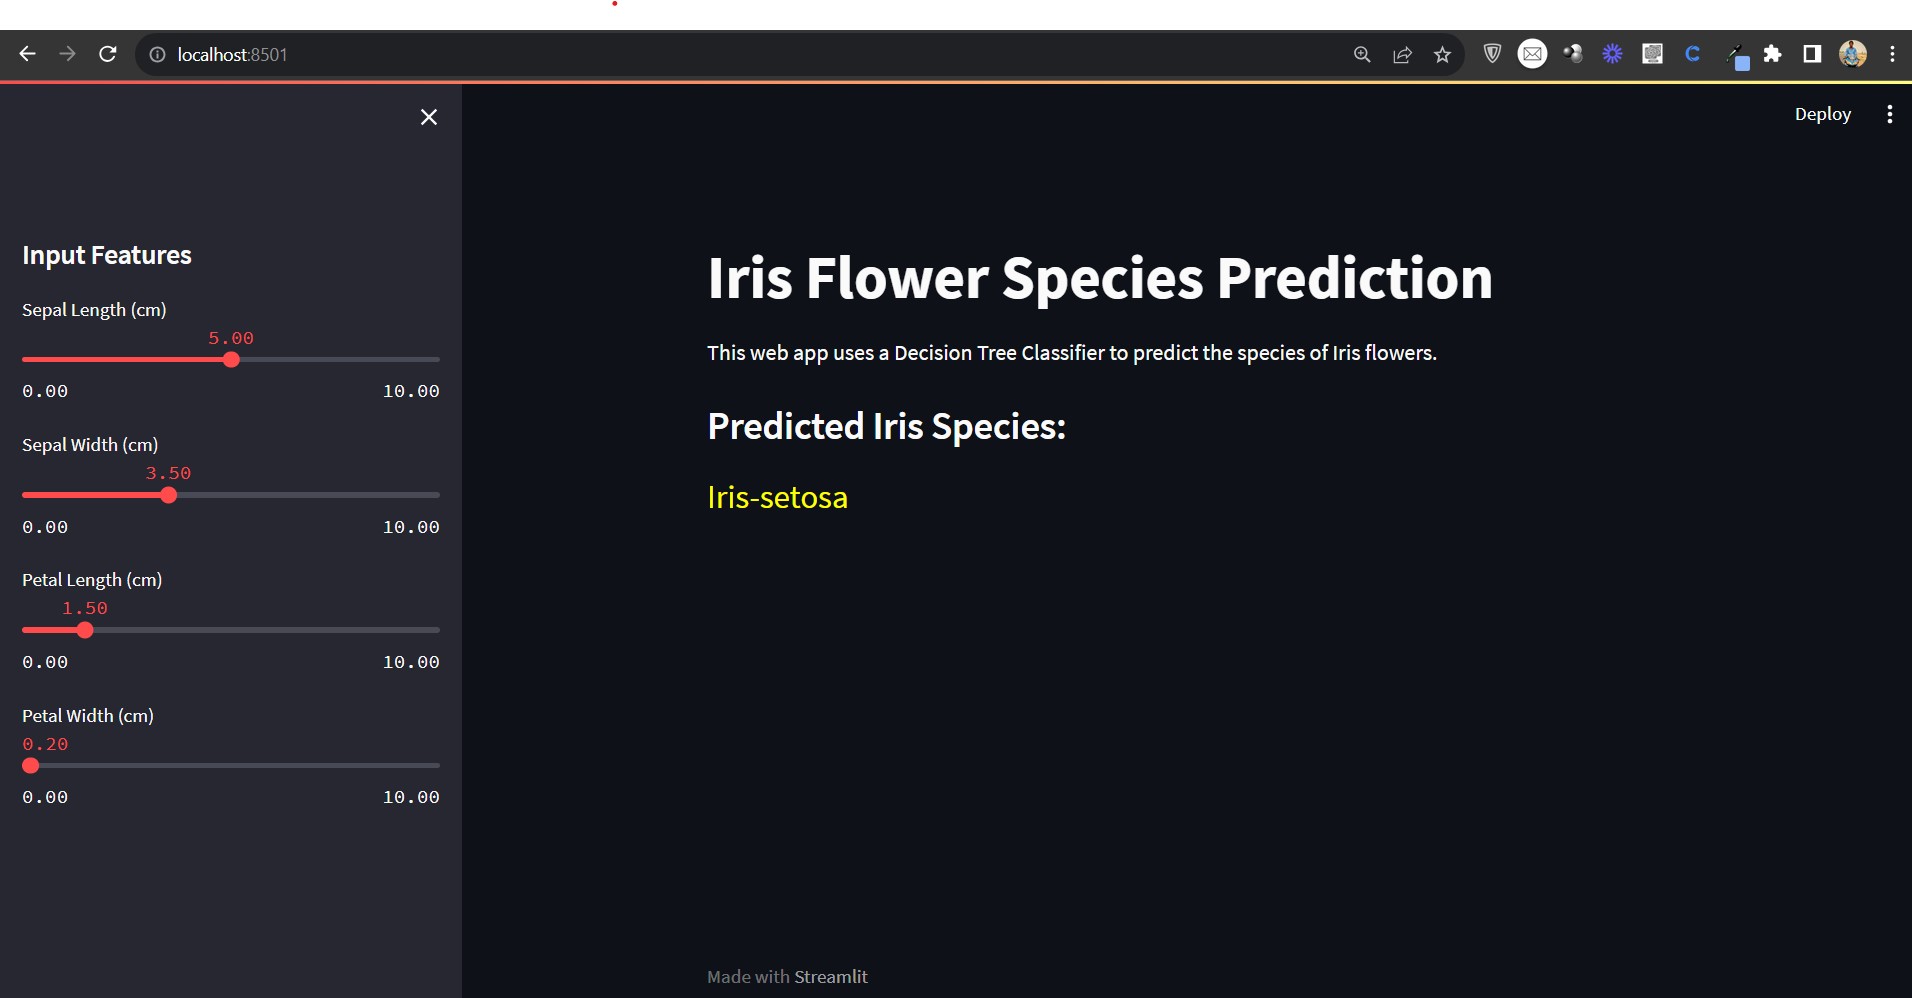 localhost:8501
Deploy
Input Features
Sepal Length (cm)
5.00
0.00 10.00
Sepal Width (cm)
3.50
0.00 10.00
Petal Length (cm)
1.50
0.00 10.00
Petal Width (cm)
0.20
0.00 10.00
Iris Flower Species Prediction
This web app uses a Decision Tree Classifier to predict the species of Iris flowers.
Predicted Iris Species:
Iris-setosa
Made with Streamlit